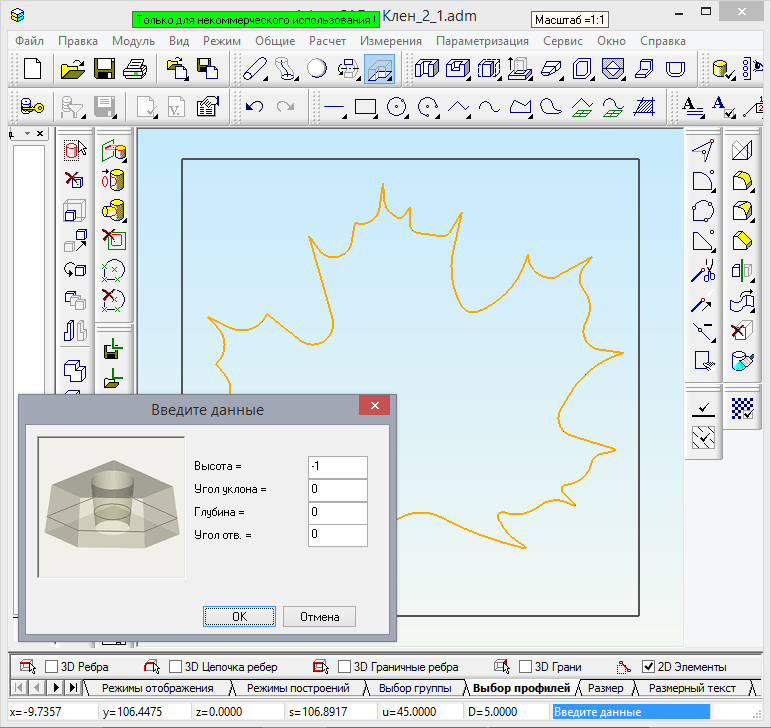 Только для некоммерческого использования !
Клен_2_1.adm
Масштаб =1:1
Файл Правка Модуль Вид Режим Общие Расчет Измерения Параметризация Сервис Окно Справка
Введите данные
Высота = -1
Угол уклона = 0
Глубина = 0
Угол отв. = 0
OK Отмена
3D Ребра 3D Цепочка ребер 3D Граничные ребра 3D Грани 2D Элементы
Режимы отображения Режимы построений Выбор группы Выбор профилей Размер Размерный текст
x=-9.7357 y=106.4475 z=0.0000 s=106.8917 u=45.0000 D=5.0000 Введите данные